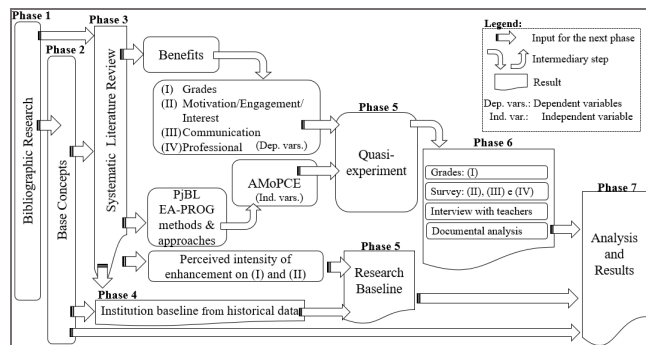 Phase 1
Bibliographic Research
Phase 2
Base Concepts
Phase 3
Systematic Literature Review
Benefits
(I) Grades
(II) Motivation/Engagement/
Interest
(III) Communication
(IV) Professional (Dep. vars.)
PjBL
EA-PROG
methods &
approaches
AMoPCE
(Ind. vars.)
Perceived intensity of
enhancement on (I) and (II)
Phase 4
Institution baseline from historical data
Phase 5
Quasi-
experiment
Phase 5
Research
Baseline
Phase 6
Grades: (I)
Survey: (II), (III) e (IV)
Interview with teachers
Documental analysis
Phase 7
Analysis
and
Results
Legend:
Input for the next phase
Intermediary step
Result
Dep. vars.: Dependent variables
Ind. var.: Independent variable